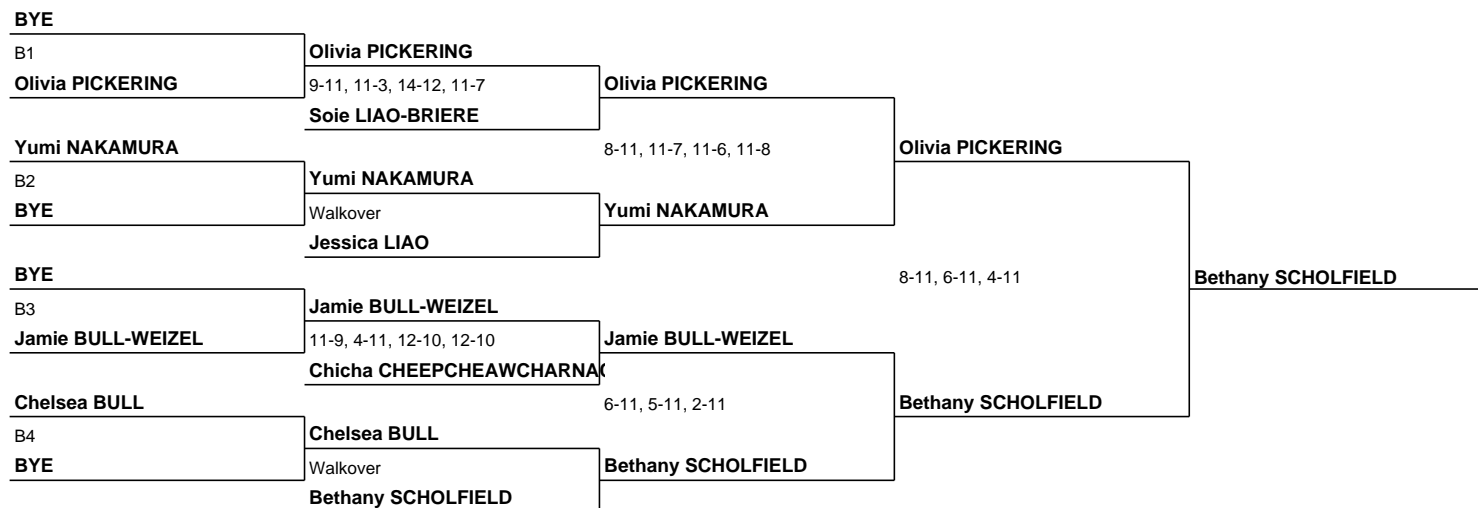 BYE
B1
Olivia PICKERING
Yumi NAKAMURA
B2
BYE
BYE
B3
Jamie BULL-WEIZEL
Chelsea BULL
B4
BYE
Olivia PICKERING
9-11, 11-3, 14-12, 11-7
Soie LIAO-BRIERE
Yumi NAKAMURA
Walkover
Jessica LIAO
Jamie BULL-WEIZEL
11-9, 4-11, 12-10, 12-10
Chicha CHEEPCHEAWCHARNA
Chelsea BULL
Walkover
Bethany SCHOLFIELD
Olivia PICKERING
8-11, 11-7, 11-6, 11-8
Yumi NAKAMURA
Jamie BULL-WEIZEL
6-11, 5-11, 2-11
Bethany SCHOLFIELD
Olivia PICKERING
8-11, 6-11, 4-11
Bethany SCHOLFIELD
Bethany SCHOLFIELD